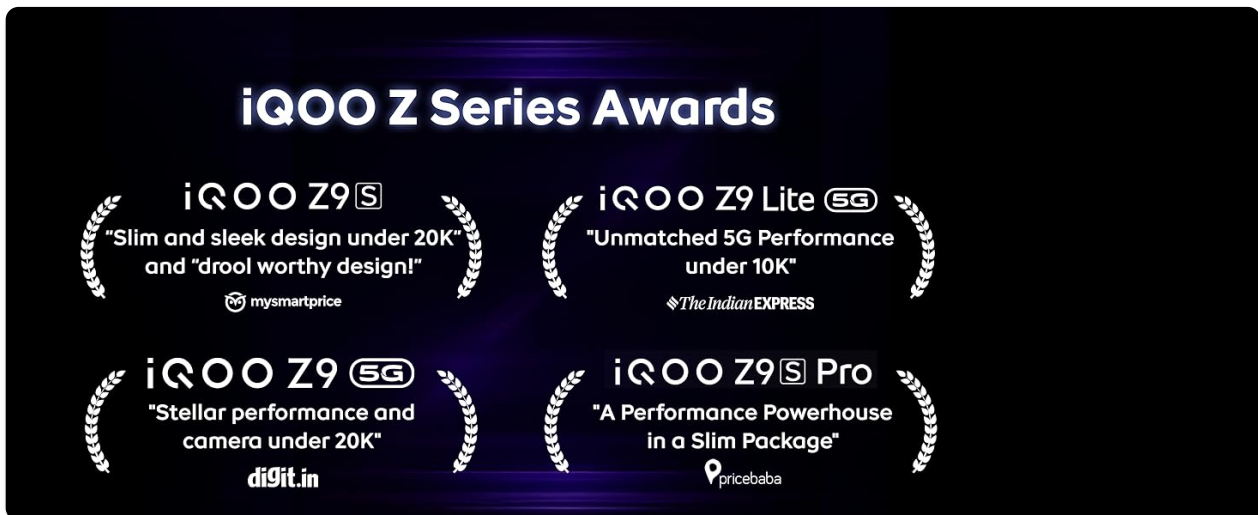 iQOO Z Series Awards
iQOO Z9 S
"Slim and sleek design under 20K"
and "drool worthy design!"
mysmartprice
iQOO Z9 Lite 5G
"Unmatched 5G Performance
under 10K"
The Indian EXPRESS
iQOO Z9 5G
"Stellar performance and
camera under 20K"
digit.in
iQOO Z9 S Pro
"A Performance Powerhouse
in a Slim Package"
pricebaba